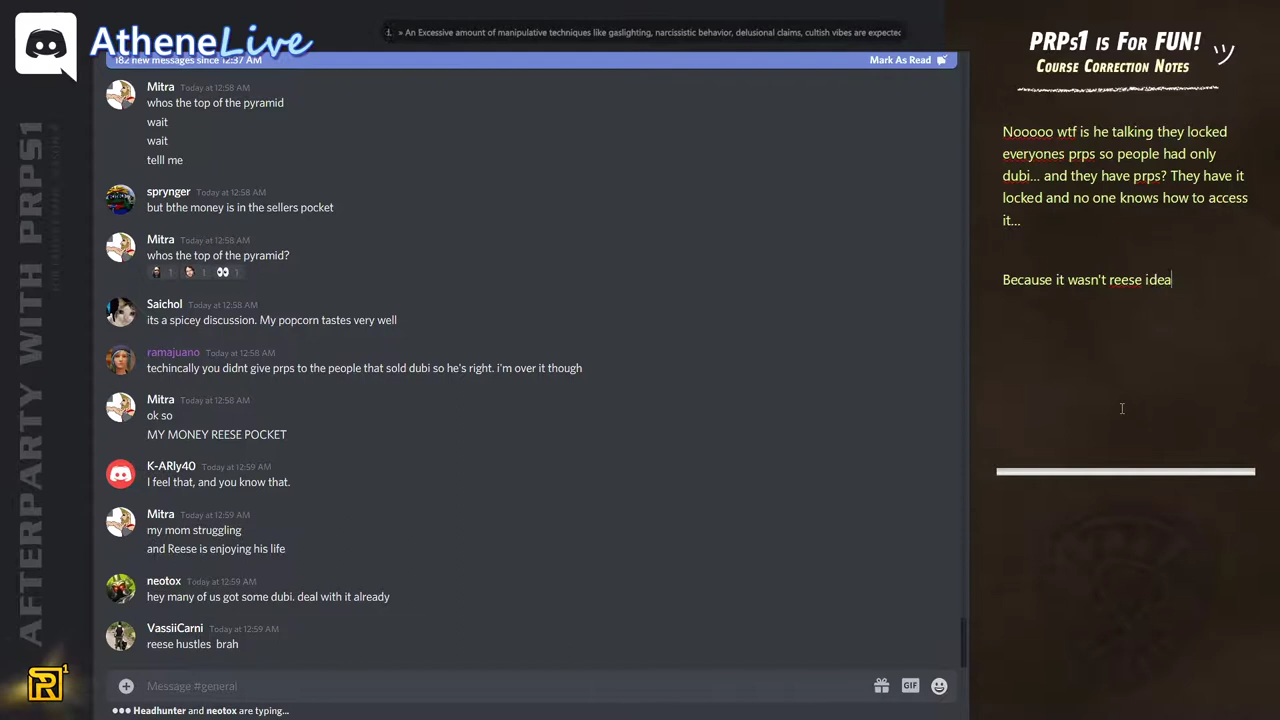 AtheneLive
i. » An Excessive amount of manipulative techniques like gaslighting, narcissistic behavior, delusional claims, cultish vibes are expected
182 new messages since 12:37 AM
Mark As Read
Mitra Today at 12:58 AM
whos the top of the pyramid
wait
wait
telll me
sprynger Today at 12:58 AM
but bthe money is in the sellers pocket
Mitra Today at 12:58 AM
whos the top of the pyramid?
1 1 1
Saichol Today at 12:58 AM
its a spicey discussion. My popcorn tastes very well
ramajuano Today at 12:58 AM
techincally you didnt give prps to the people that sold dubi so he's right. i'm over it though
Mitra Today at 12:58 AM
ok so
MY MONEY REESE POCKET
K-ARly40 Today at 12:59 AM
I feel that, and you know that.
Mitra Today at 12:59 AM
my mom struggling
and Reese is enjoying his life
neotox Today at 12:59 AM
hey many of us got some dubi. deal with it already
VassiiCarni Today at 12:59 AM
reese hustles brah
Message #general
GIF
Headhunter and neotox are typing...
AFTERPARTY WITH PRPS1
R1
PRPs1 is For FUN! ツ
Course Correction Notes
Nooooo wtf is he talking they locked
everyones prps so people had only
dubi... and they have prps? They have it
locked and no one knows how to access
it...
Because it wasn't reese idea